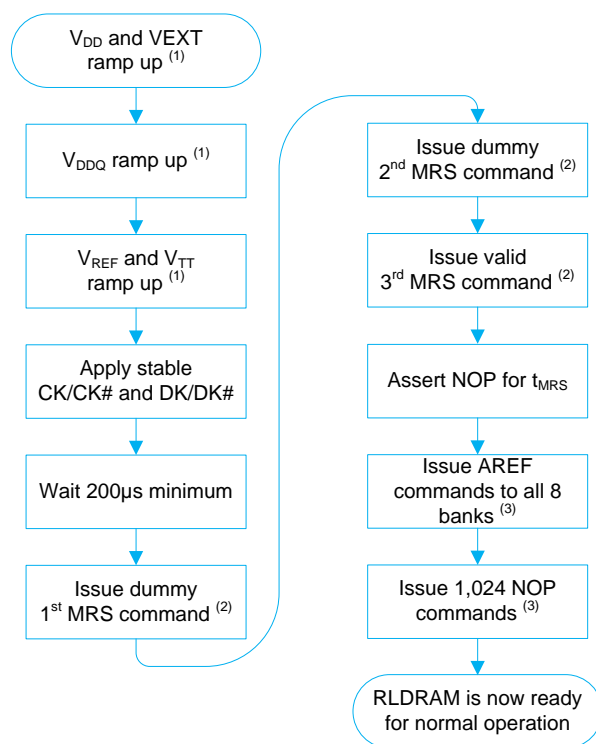 VDD and VEXT
ramp up (1)
VDDQ ramp up (1)
VREF and VTT
ramp up (1)
Apply stable
CK/CK# and DK/DK#
Wait 200µs minimum
Issue dummy
1st MRS command (2)
Issue dummy
2nd MRS command (2)
Issue valid
3rd MRS command (2)
Assert NOP for tMRS
Issue AREF
commands to all 8
banks (3)
Issue 1,024 NOP
commands (3)
RLDRAM is now ready
for normal operation